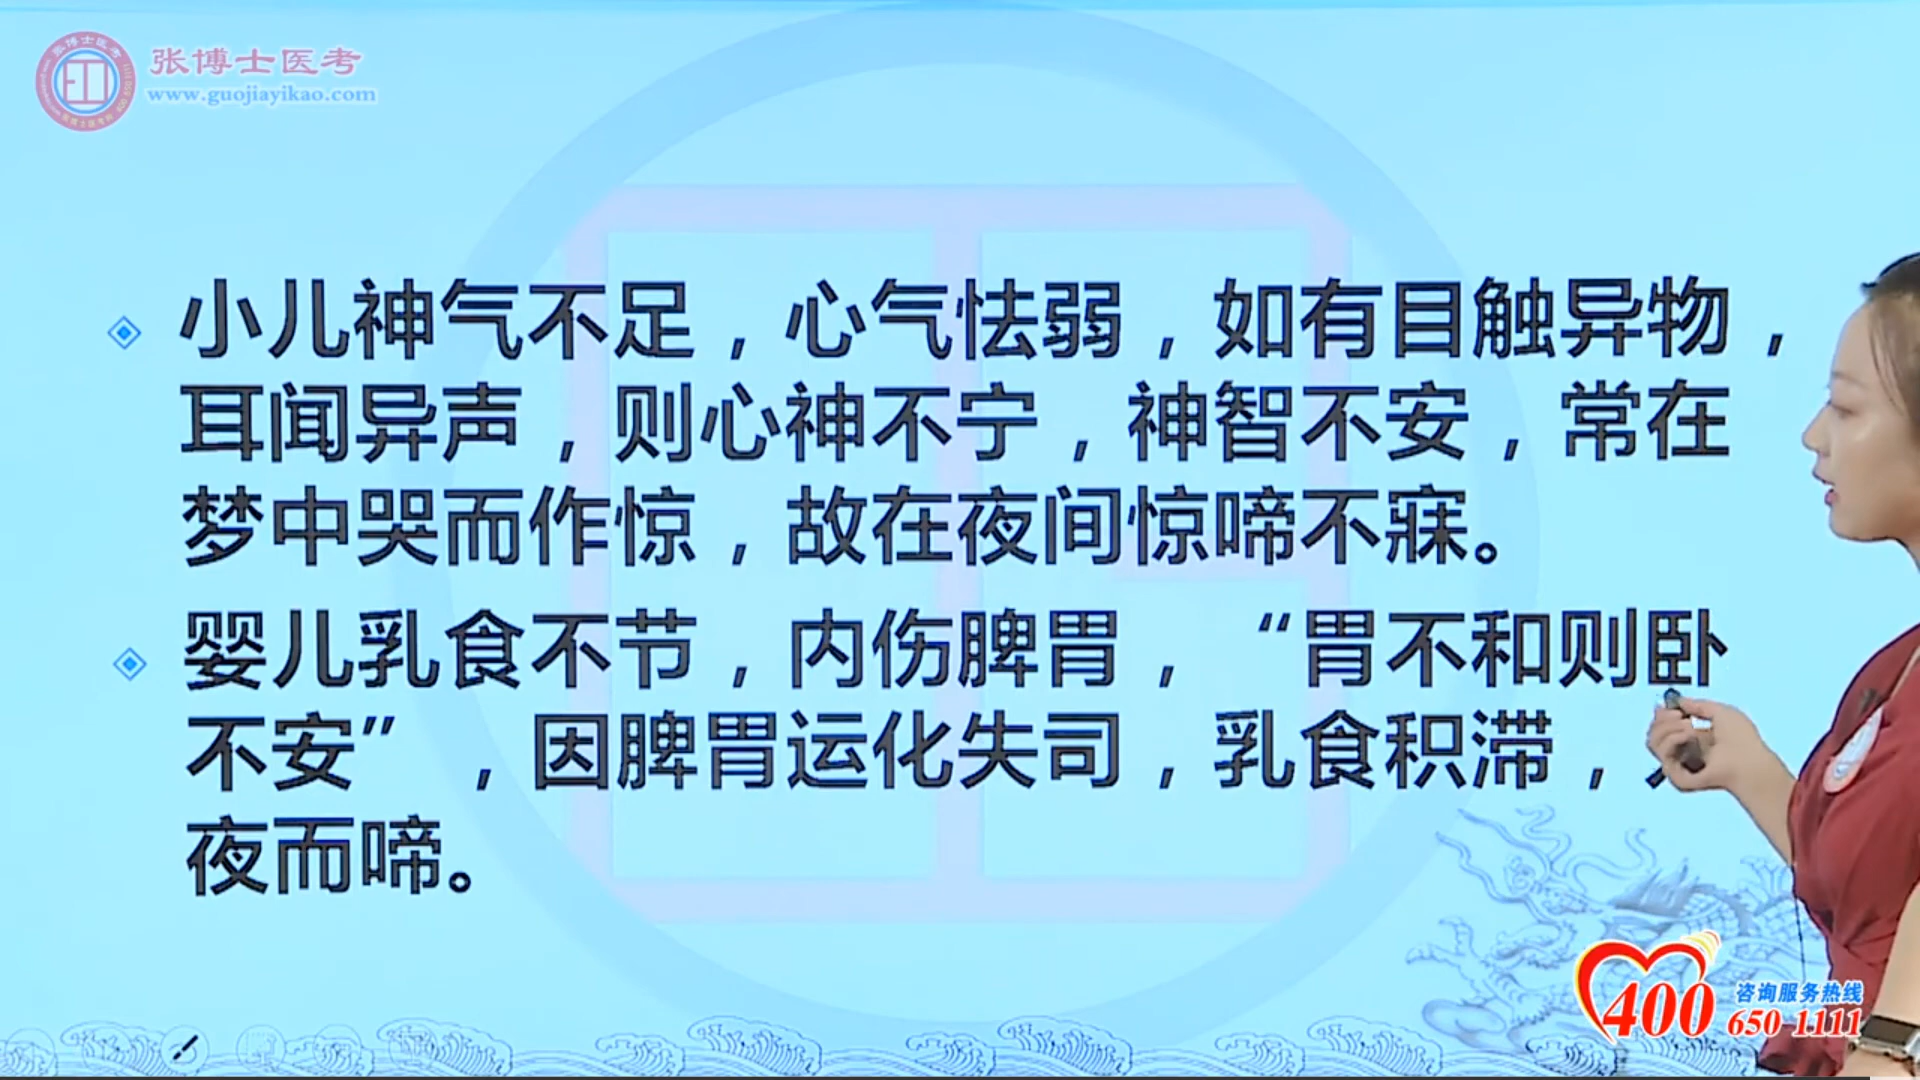 张博士医考
www.guojiayikao.com
小儿神气不足，心气怯弱，如有目触异物，
耳闻异声，则心神不宁，神智不安，常在
梦中哭而作惊，故在夜间惊啼不寐。
婴儿乳食不节，内伤脾胃，“胃不和则卧
不安”，因脾胃运化失司，乳食积滞，
夜而啼。
400 咨询服务热线
650 1111